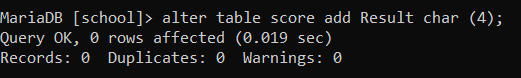 MariaDB [school]> alter table score add Result char (4);
Query OK, 0 rows affected (0.019 sec)
Records: 0  Duplicates: 0  Warnings: 0